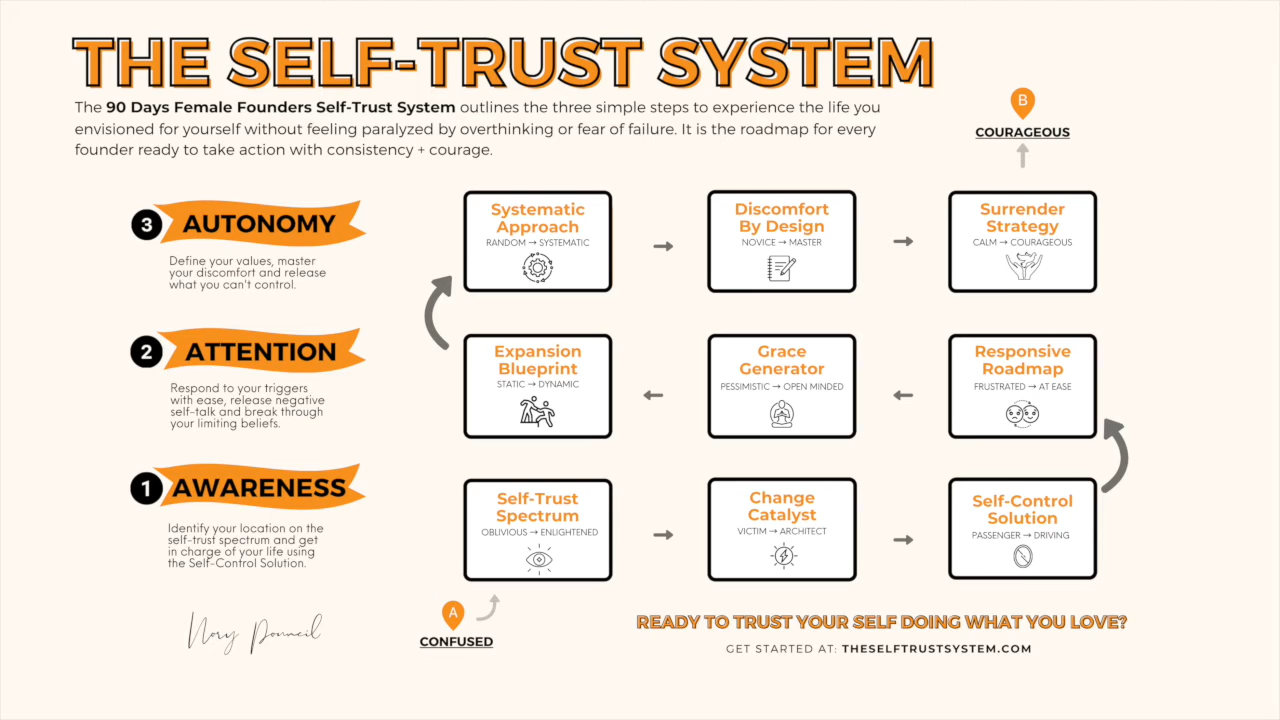 THE SELF-TRUST SYSTEM
The 90 Days Female Founders Self-Trust System outlines the three simple steps to experience the life you
envisioned for yourself without feeling paralyzed by overthinking or fear of failure. It is the roadmap for every
founder ready to take action with consistency + courage.
B
COURAGEOUS
3 AUTONOMY
Define your values, master
your discomfort and release
what you can't control.
Systematic
Approach
RANDOM → SYSTEMATIC
Discomfort
By Design
NOVICE → MASTER
Surrender
Strategy
CALM → COURAGEOUS
2 ATTENTION
Respond to your triggers
with ease, release negative
self-talk and break through
your limiting beliefs.
Expansion
Blueprint
STATIC → DYNAMIC
Grace
Generator
PESSIMISTIC → OPEN MINDED
Responsive
Roadmap
FRUSTRATED → AT EASE
1 AWARENESS
Identify your location on the
self-trust spectrum and get
in charge of your life using
the Self-Control Solution.
Self-Trust
Spectrum
OBLIVIOUS → ENLIGHTENED
Change
Catalyst
VICTIM → ARCHITECT
Self-Control
Solution
PASSENGER → DRIVING
A
CONFUSED
READY TO TRUST YOUR SELF DOING WHAT YOU LOVE?
GET STARTED AT: THESELFTRUSTSYSTEM.COM